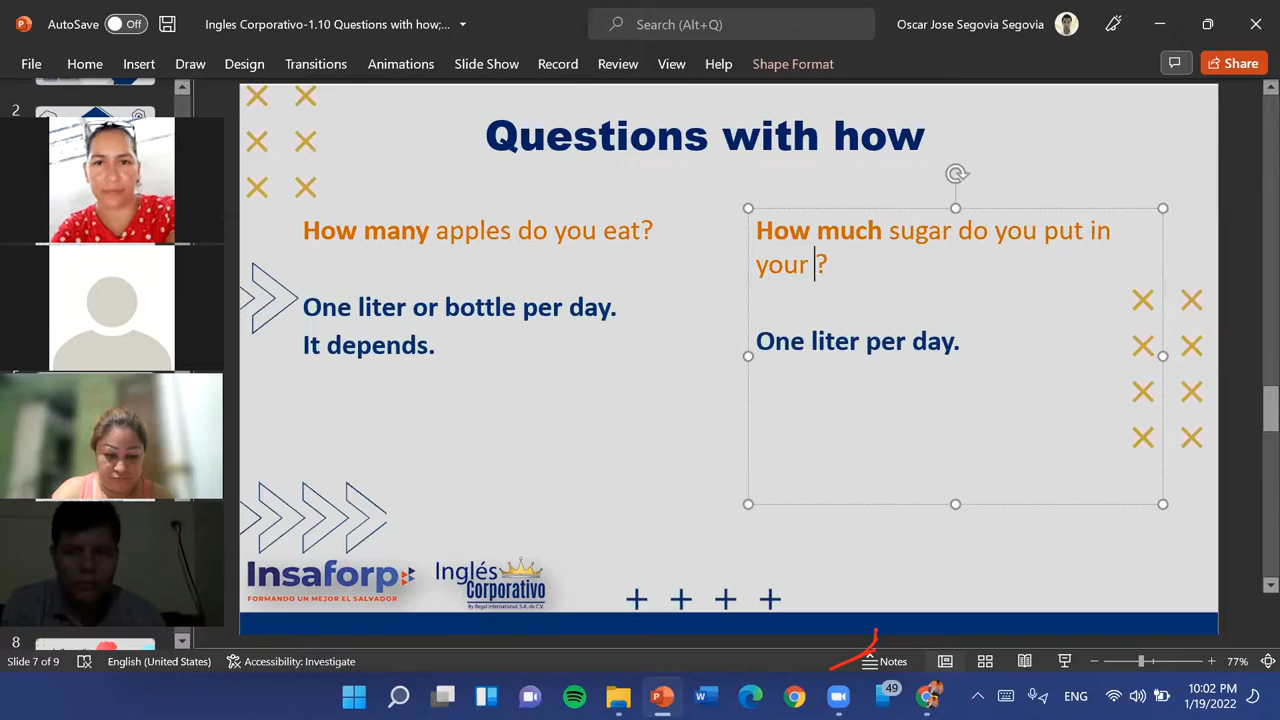 AutoSave Off
Ingles Corporativo-1.10 Questions with how;...
Search (Alt+Q)
Oscar Jose Segovia Segovia
File Home Insert Draw Design Transitions Animations Slide Show Record Review View Help Shape Format
Share
2
Questions with how
How many apples do you eat?
One liter or bottle per day.
It depends.
How much sugar do you put in
your ?
One liter per day.
Insaforp
FORMANDO UN MEJOR EL SALVADOR
Inglés
Corporativo
By Regal International, S.A. de C.V.
8
Slide 7 of 9 English (United States) Accessibility: Investigate
Notes
77%
49
ENG
10:02 PM
1/19/2022